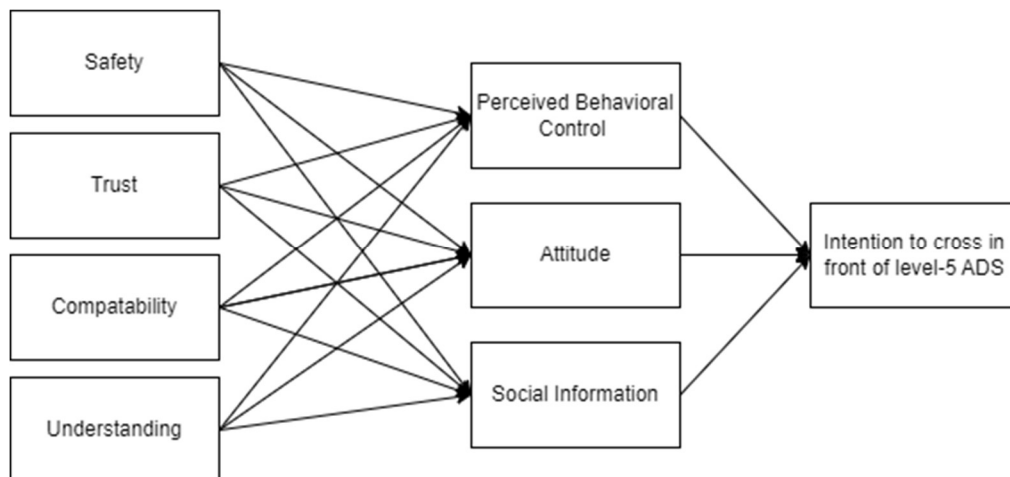 Safety
Trust
Compatability
Understanding
Perceived Behavioral
Control
Attitude
Social Information
Intention to cross in
front of level-5 ADS